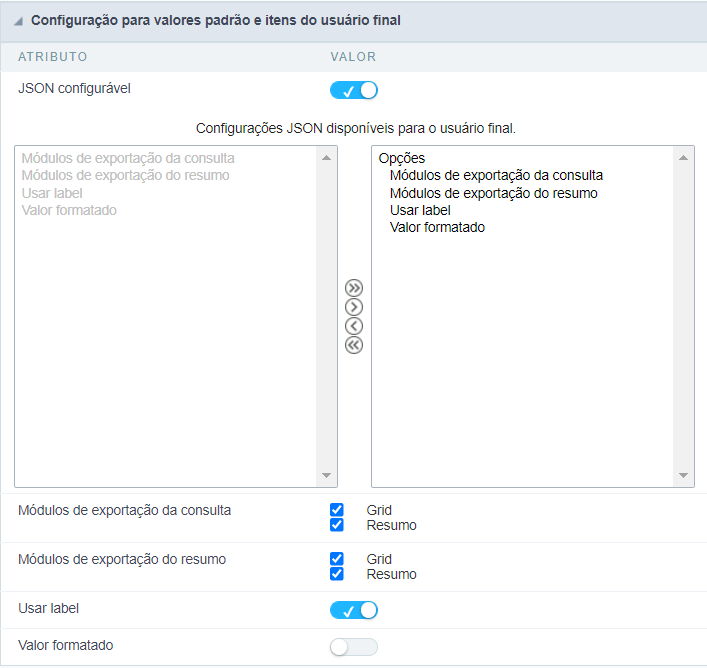 Configuração para valores padrão e itens do usuário final
ATRIBUTO VALOR
JSON configurável
Configurações JSON disponíveis para o usuário final.
Módulos de exportação da consulta
Módulos de exportação do resumo
Usar label
Valor formatado
Opções
Módulos de exportação da consulta
Módulos de exportação do resumo
Usar label
Valor formatado
Módulos de exportação da consulta Grid
Resumo
Módulos de exportação do resumo Grid
Resumo
Usar label
Valor formatado